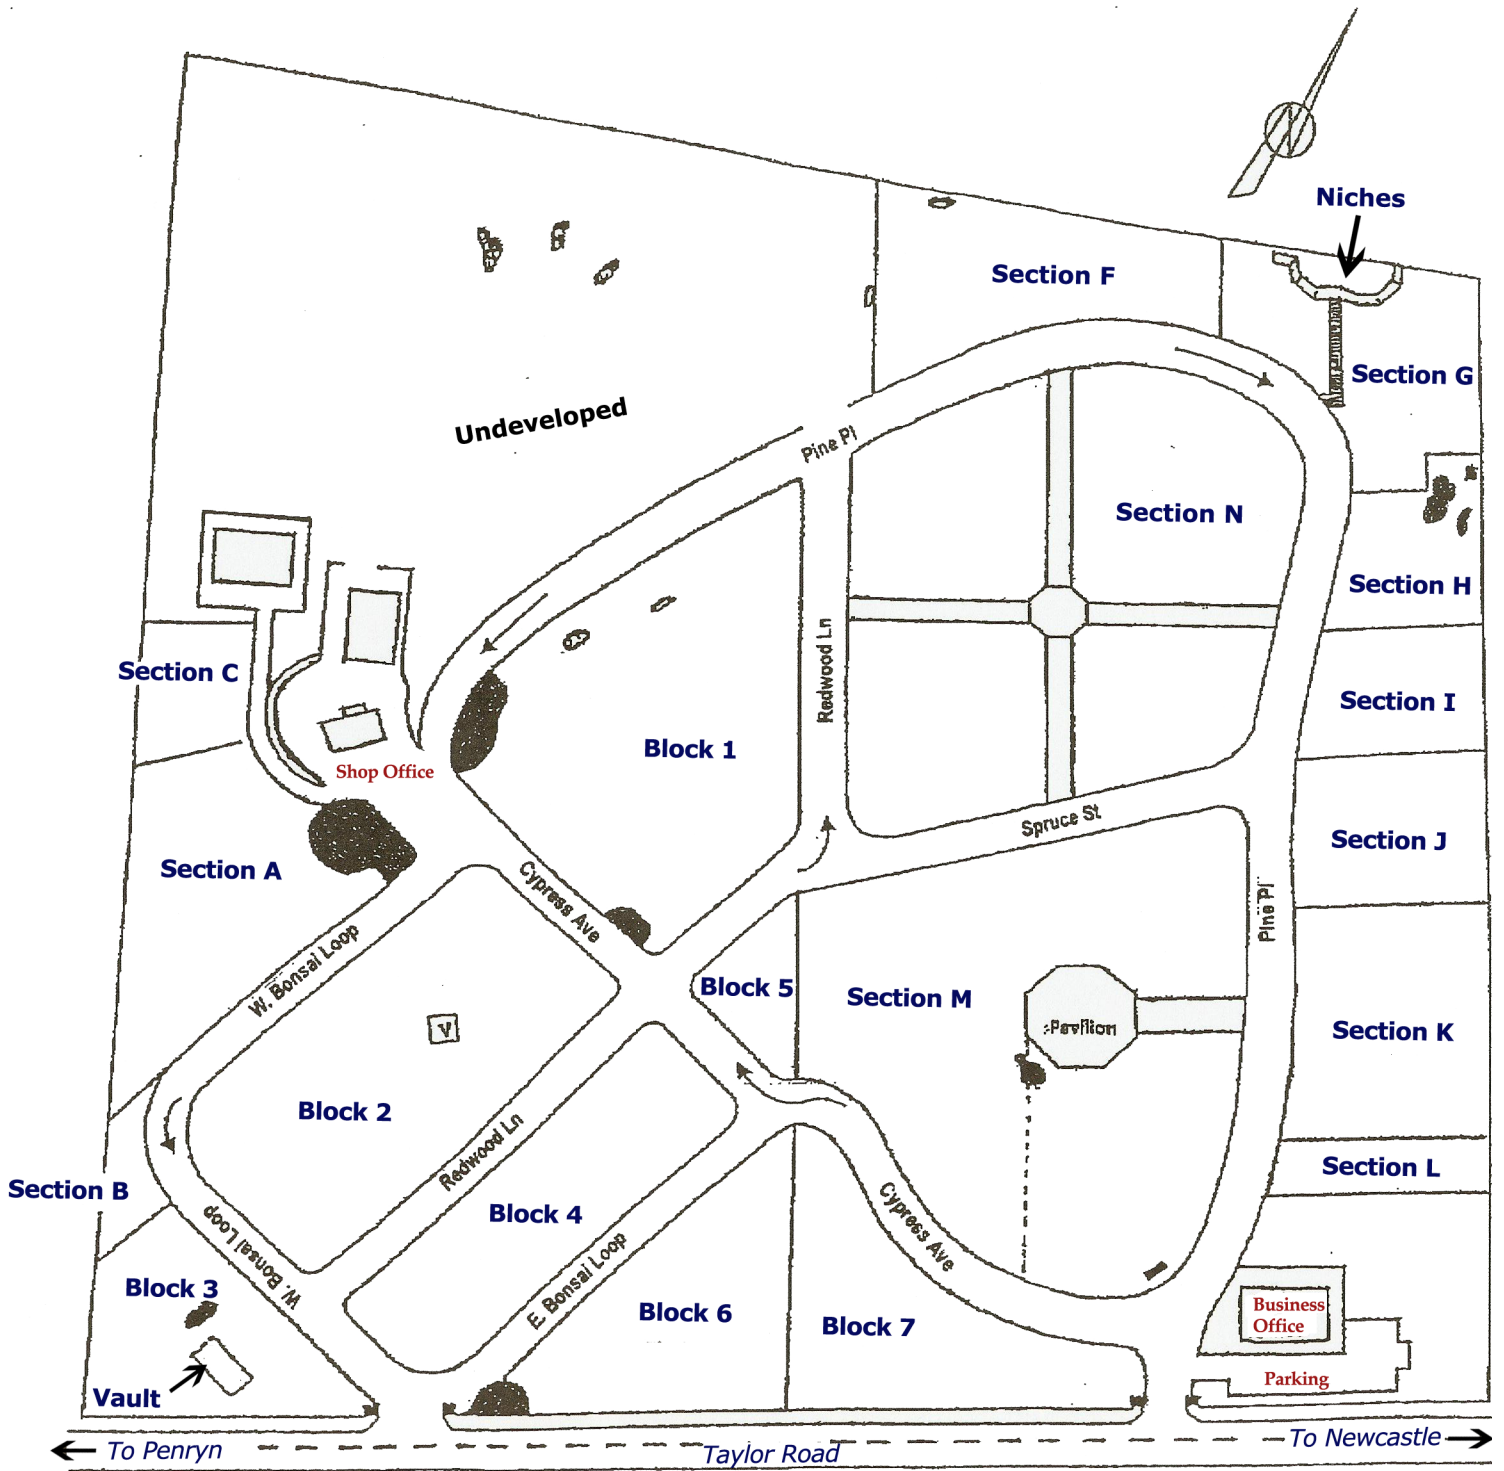 Niches
Section F
Section G
Undeveloped
Pine Pl
Section N
Section H
Section C
Redwood Ln
Section I
Block 1
Shop Office
Spruce St
Section J
Section A
Cypress Ave
Pine Pl
W. Bonsai Loop
Block 5
Section M
Pavilion
Section K
V
Block 2
Redwood Ln
Section L
Section B
Block 4
Cypress Ave
W. Bonsai Loop
E. Bonsai Loop
Block 3
Block 6
Block 7
Business
Office
Parking
Vault
To Penryn
Taylor Road
To Newcastle